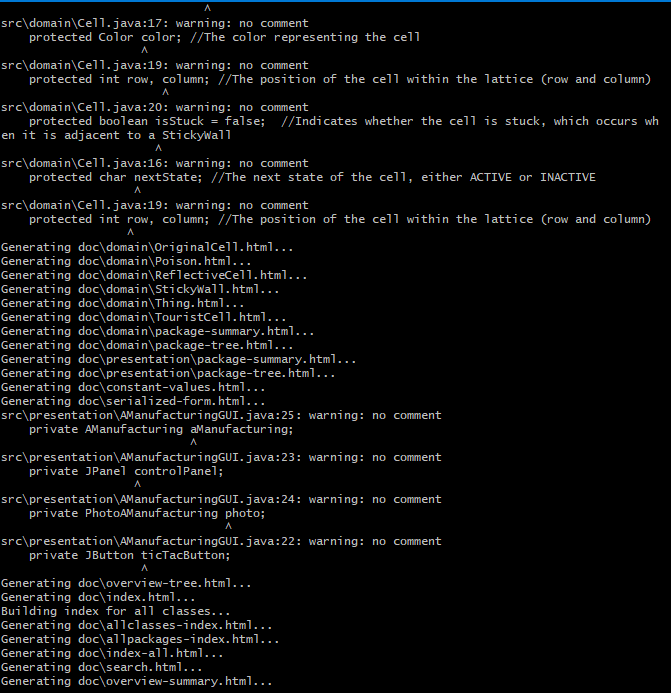 ^
src\domain\Cell.java:17: warning: no comment
    protected Color color; //The color representing the cell
                    ^
src\domain\Cell.java:19: warning: no comment
    protected int row, column; //The position of the cell within the lattice (row and column)
                       ^
src\domain\Cell.java:20: warning: no comment
    protected boolean isStuck = false;  //Indicates whether the cell is stuck, which occurs wh
en it is adjacent to a StickyWall
                      ^
src\domain\Cell.java:16: warning: no comment
    protected char nextState; //The next state of the cell, either ACTIVE or INACTIVE
                   ^
src\domain\Cell.java:19: warning: no comment
    protected int row, column; //The position of the cell within the lattice (row and column)
                  ^
Generating doc\domain\OriginalCell.html...
Generating doc\domain\Poison.html...
Generating doc\domain\ReflectiveCell.html...
Generating doc\domain\StickyWall.html...
Generating doc\domain\Thing.html...
Generating doc\domain\TouristCell.html...
Generating doc\domain\package-summary.html...
Generating doc\domain\package-tree.html...
Generating doc\presentation\package-summary.html...
Generating doc\presentation\package-tree.html...
Generating doc\constant-values.html...
Generating doc\serialized-form.html...
src\presentation\AManufacturingGUI.java:25: warning: no comment
    private AManufacturing aManufacturing;
                           ^
src\presentation\AManufacturingGUI.java:23: warning: no comment
    private JPanel controlPanel;
                   ^
src\presentation\AManufacturingGUI.java:24: warning: no comment
    private PhotoAManufacturing photo;
                                ^
src\presentation\AManufacturingGUI.java:22: warning: no comment
    private JButton ticTacButton;
                    ^
Generating doc\overview-tree.html...
Generating doc\index.html...
Building index for all classes...
Generating doc\allclasses-index.html...
Generating doc\allpackages-index.html...
Generating doc\index-all.html...
Generating doc\search.html...
Generating doc\overview-summary.html...